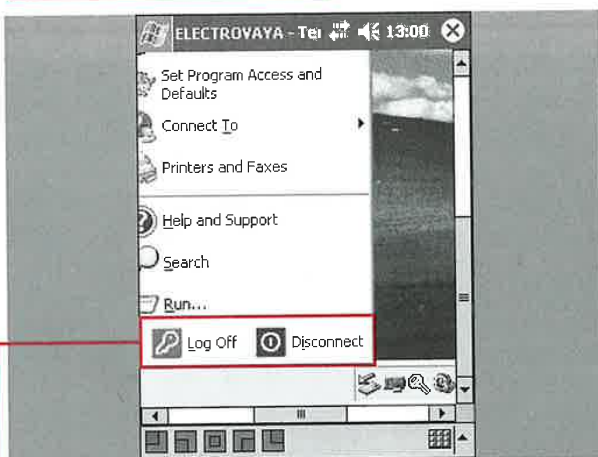 ELECTROVAYA - Te 13:00
Set Program Access and
Defaults
Connect To
Printers and Faxes
Help and Support
Search
Run...
Log Off Disconnect